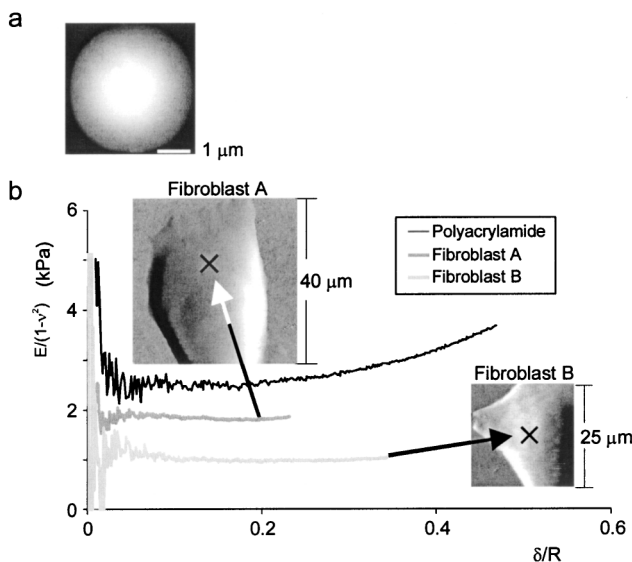 a
1 μm
b
Fibroblast A
6
E/(1-ν²) (kPa)
Polyacrylamide
Fibroblast A
Fibroblast B
40 μm
4
Fibroblast B
2
25 μm
0
0
0.2
0.4
0.6
δ/R